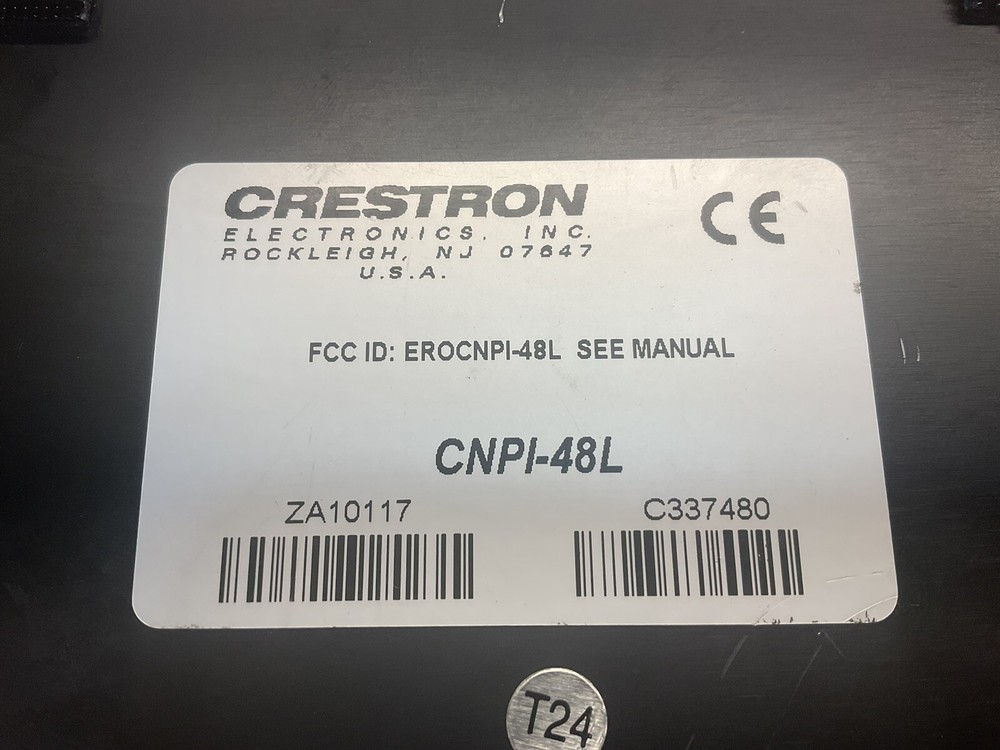 CRESTRON
CE
ELECTRONICS, INC.
ROCKLEIGH, NJ 07647
U.S.A.
FCC ID: EROCNPI-48L SEE MANUAL
CNPI-48L
ZA10117
C337480
T24